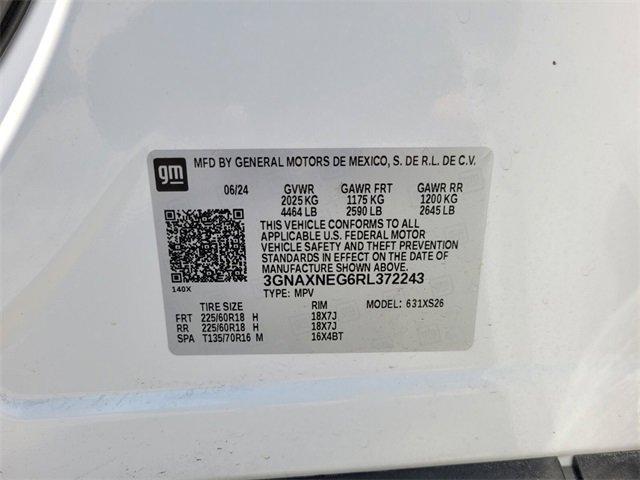 gm MFD BY GENERAL MOTORS DE MEXICO, S. DE R.L. DE C.V.
06/24 GVWR GAWR FRT GAWR RR
2025 KG 1175 KG 1200 KG
4464 LB 2590 LB 2645 LB
THIS VEHICLE CONFORMS TO ALL
APPLICABLE U.S. FEDERAL MOTOR
VEHICLE SAFETY AND THEFT PREVENTION
STANDARDS IN EFFECT ON THE DATE OF
MANUFACTURE SHOWN ABOVE.
140X
3GNAXNEG6RL372243
TYPE: MPV
TIRE SIZE RIM MODEL: 631XS26
FRT 225/60R18 H 18X7J
RR 225/60R18 H 18X7J
SPA T135/70R16 M 16X4BT